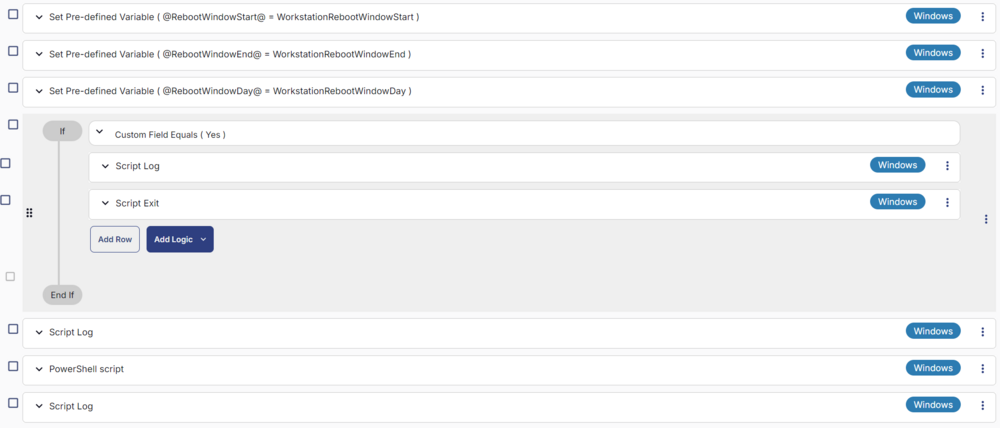 Set Pre-defined Variable ( @RebootWindowStart@ = WorkstationRebootWindowStart ) Windows
Set Pre-defined Variable ( @RebootWindowEnd@ = WorkstationRebootWindowEnd ) Windows
Set Pre-defined Variable ( @RebootWindowDay@ = WorkstationRebootWindowDay ) Windows
If Custom Field Equals ( Yes )
Script Log Windows
Script Exit Windows
Add Row Add Logic
End If
Script Log Windows
PowerShell script Windows
Script Log Windows